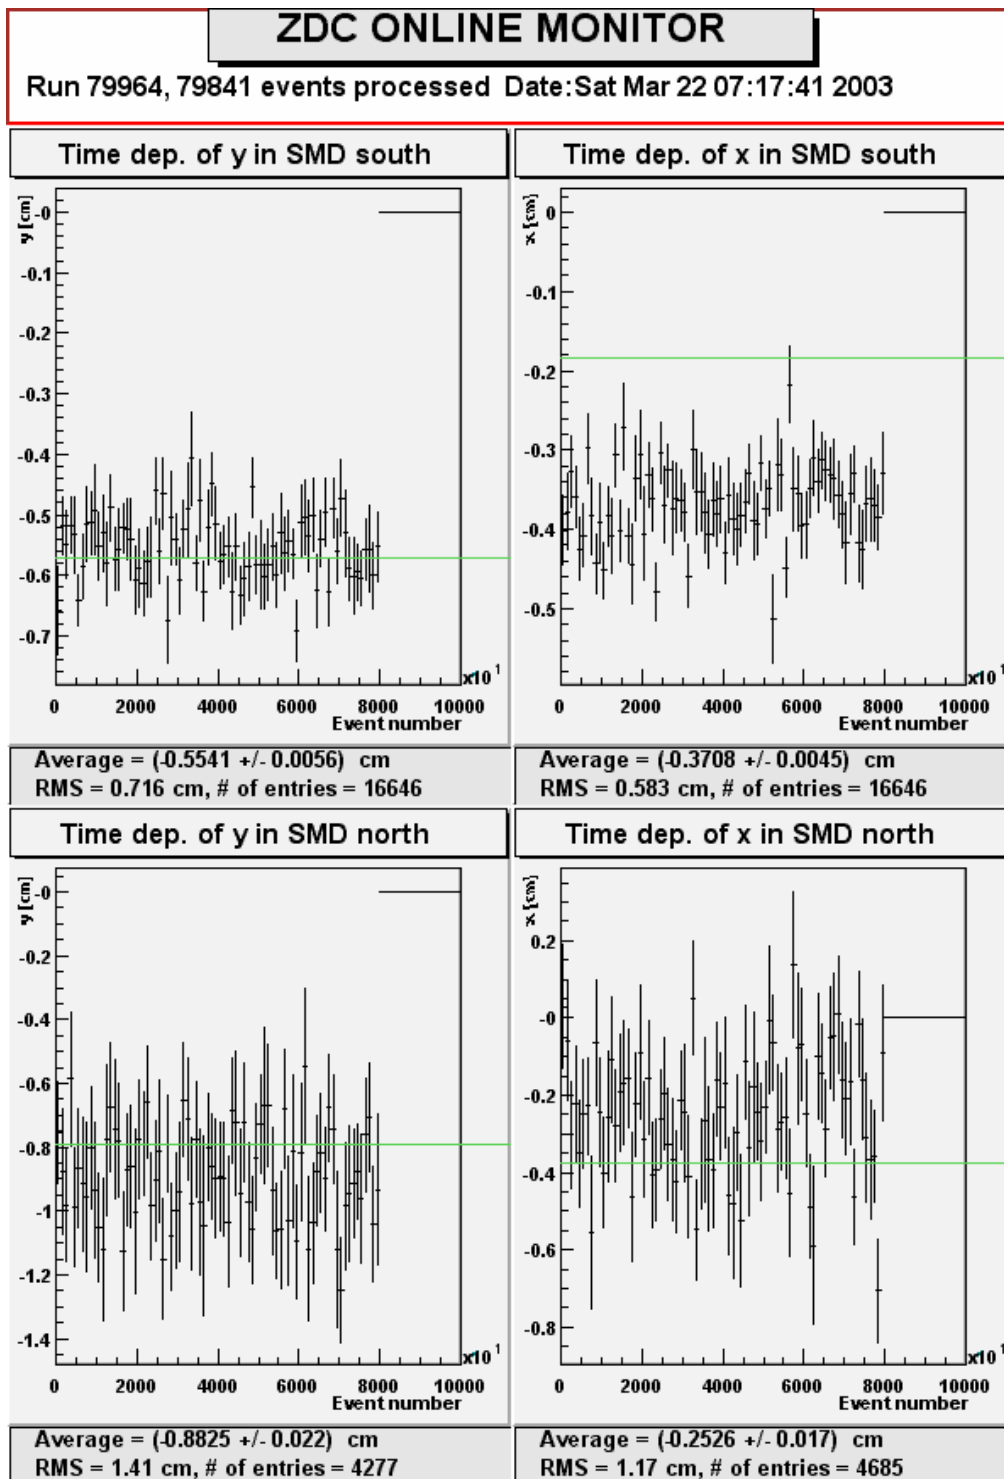 ZDC ONLINE MONITOR
Run 79964, 79841 events processed Date:Sat Mar 22 07:17:41 2003
Time dep. of y in SMD south
y [cm]
-0
-0.1
-0.2
-0.3
-0.4
-0.5
-0.6
-0.7
x10^1
0 2000 4000 6000 8000 10000
Event number
Average = (-0.5541 +/- 0.0056) cm
RMS = 0.716 cm, # of entries = 16646
Time dep. of x in SMD south
x [cm]
0
-0.1
-0.2
-0.3
-0.4
-0.5
x10^1
0 2000 4000 6000 8000 10000
Event number
Average = (-0.3708 +/- 0.0045) cm
RMS = 0.583 cm, # of entries = 16646
Time dep. of y in SMD north
y [cm]
-0
-0.2
-0.4
-0.6
-0.8
-1
-1.2
-1.4
x10^1
0 2000 4000 6000 8000 10000
Event number
Average = (-0.8825 +/- 0.022) cm
RMS = 1.41 cm, # of entries = 4277
Time dep. of x in SMD north
x [cm]
0.2
-0
-0.2
-0.4
-0.6
-0.8
x10^1
0 2000 4000 6000 8000 10000
Event number
Average = (-0.2526 +/- 0.017) cm
RMS = 1.17 cm, # of entries = 4685